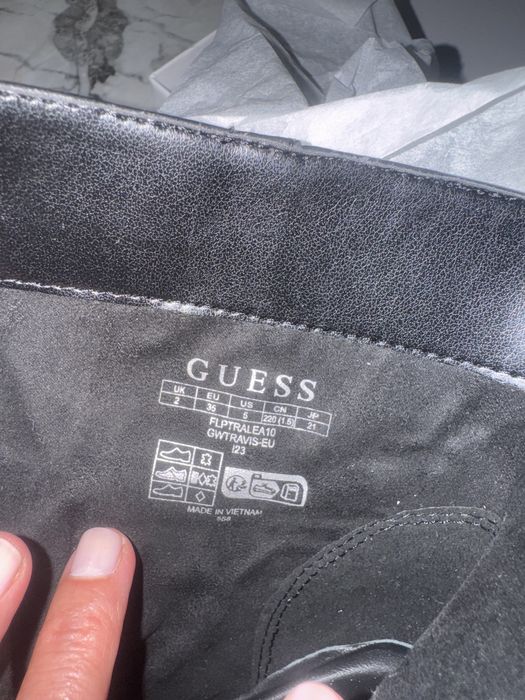 GUESS
UK EU US CN JP
2 35 5 220 (1.5) 21
FLPTRALEA10
GWTRAVIS-EU
I23
MADE IN VIETNAM